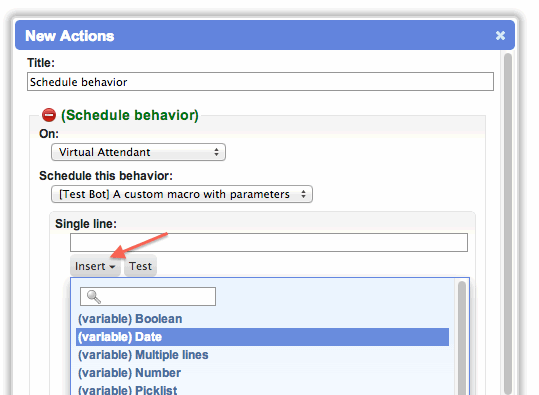 New Actions
Title:
Schedule behavior
(Schedule behavior)
On:
Virtual Attendant
Schedule this behavior:
[Test Bot] A custom macro with parameters
Single line:
Insert
Test
(variable) Boolean
(variable) Date
(variable) Multiple lines
(variable) Number
(variable) Picklist